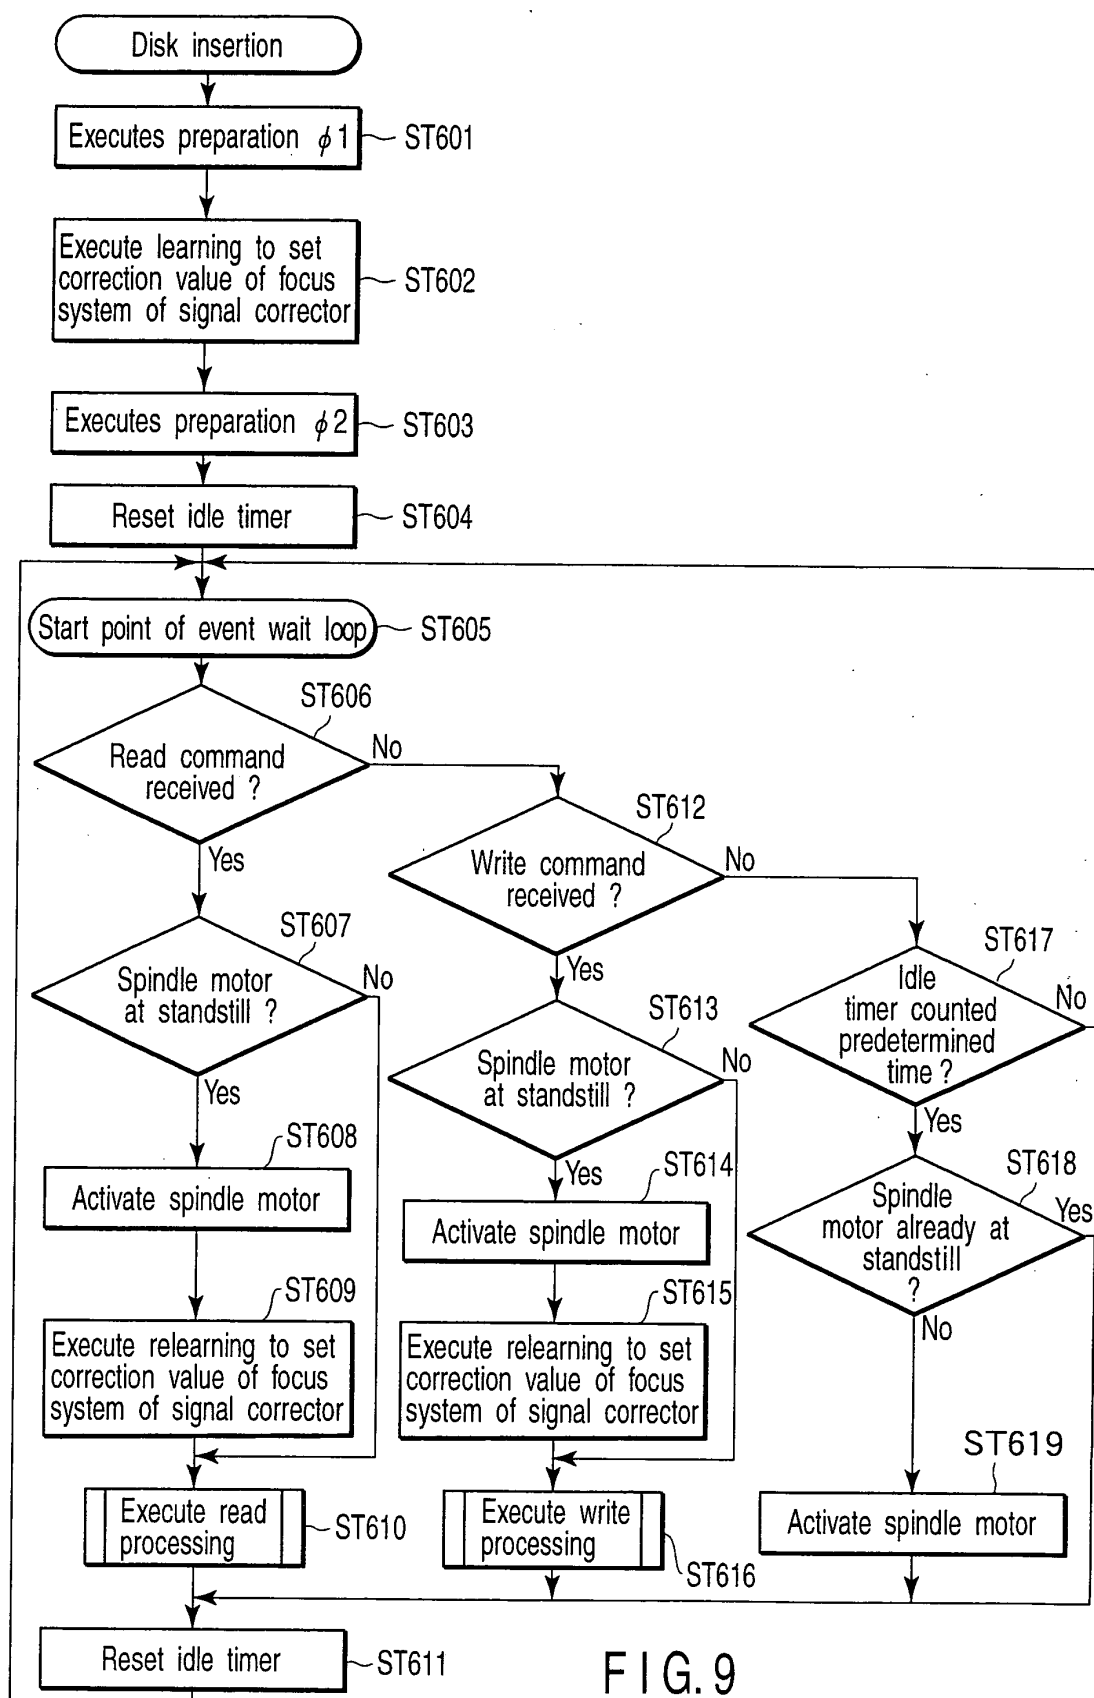 Disk insertion
Executes preparation φ1
ST601
Execute learning to set
correction value of focus
system of signal corrector
ST602
Executes preparation φ2
ST603
Reset idle timer
ST604
Start point of event wait loop
ST605
ST606
Read command
received ?
No
Yes
ST612
Write command
received ?
No
Yes
ST607
Spindle motor
at standstill ?
No
Yes
ST613
Spindle motor
at standstill ?
No
Yes
ST617
Idle
timer counted
predetermined
time ?
No
Yes
ST608
Activate spindle motor
ST614
Activate spindle motor
ST618
Spindle
motor already at
standstill
?
Yes
No
ST609
Execute relearning to set
correction value of focus
system of signal corrector
ST615
Execute relearning to set
correction value of focus
system of signal corrector
ST619
Activate spindle motor
Execute read
processing
ST610
Execute write
processing
ST616
Reset idle timer
ST611
FIG. 9